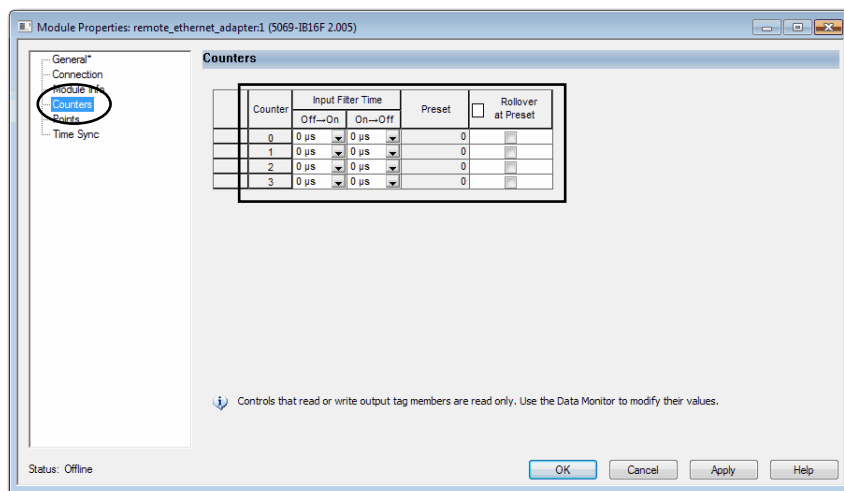 Module Properties: remote_ethernet_adapter:1 (5069-IB16F 2.005)
General*
Connection
Module Info
Counters
Points
Time Sync
Counters
Counter Input Filter Time Preset Rollover at Preset
Off→On On→Off
0 0 µs 0 µs 0
1 0 µs 0 µs 0
2 0 µs 0 µs 0
3 0 µs 0 µs 0
Controls that read or write output tag members are read only. Use the Data Monitor to modify their values.
Status: Offline
OK Cancel Apply Help